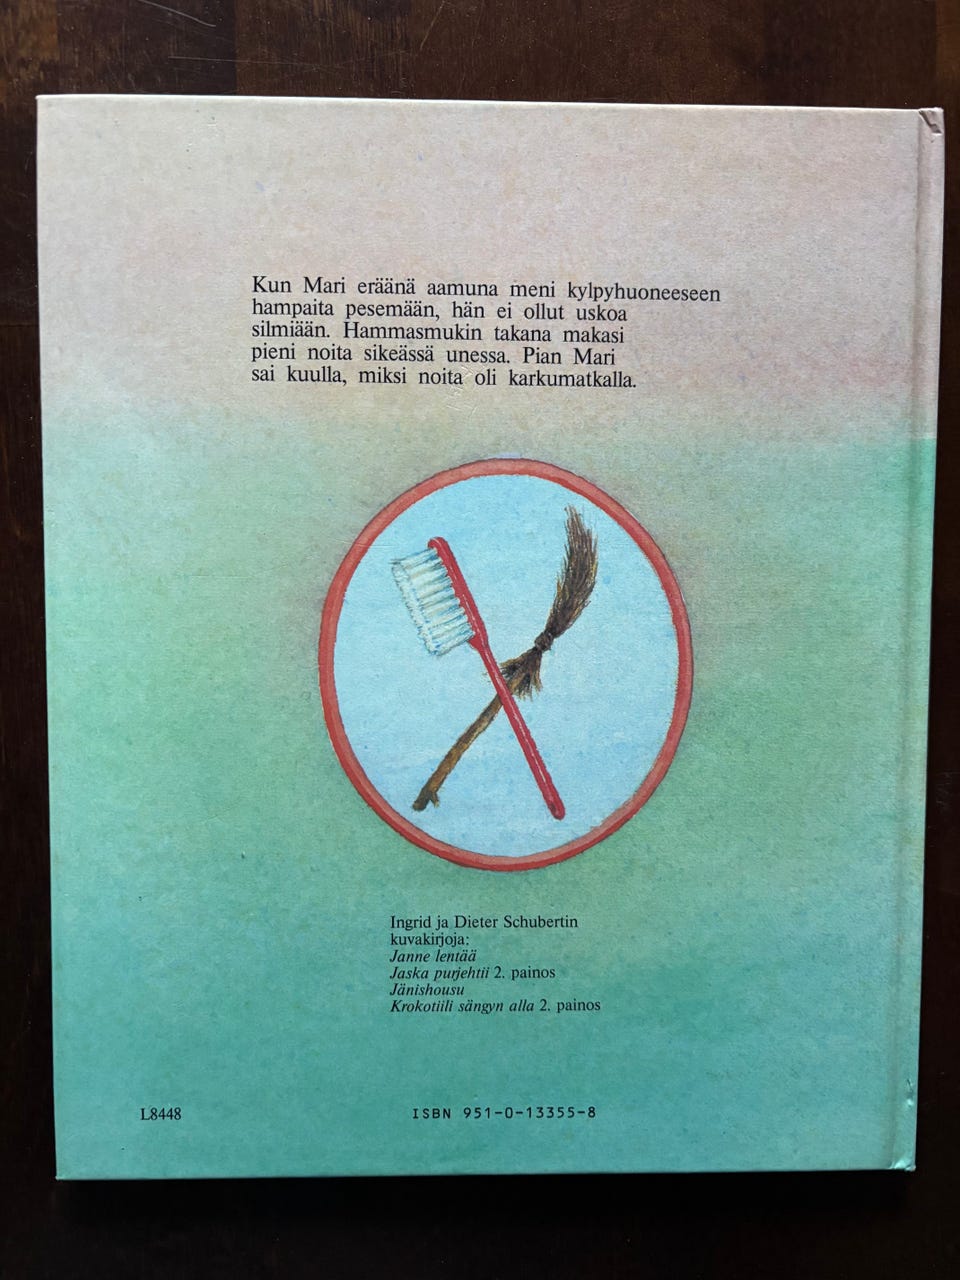 Kun Mari eräänä aamuna meni kylpyhuoneeseen
hampaita pesemään, hän ei ollut uskoa
silmiään. Hammasmukin takana makasi
pieni noita sikeässä unessa. Pian Mari
sai kuulla, miksi noita oli karkumatkalla.
Ingrid ja Dieter Schubertin
kuvakirjoja:
Janne lentää
Jaska purjehtii 2. painos
Jänishousu
Krokotiili sängyn alla 2. painos
L8448
ISBN 951-0-13355-8